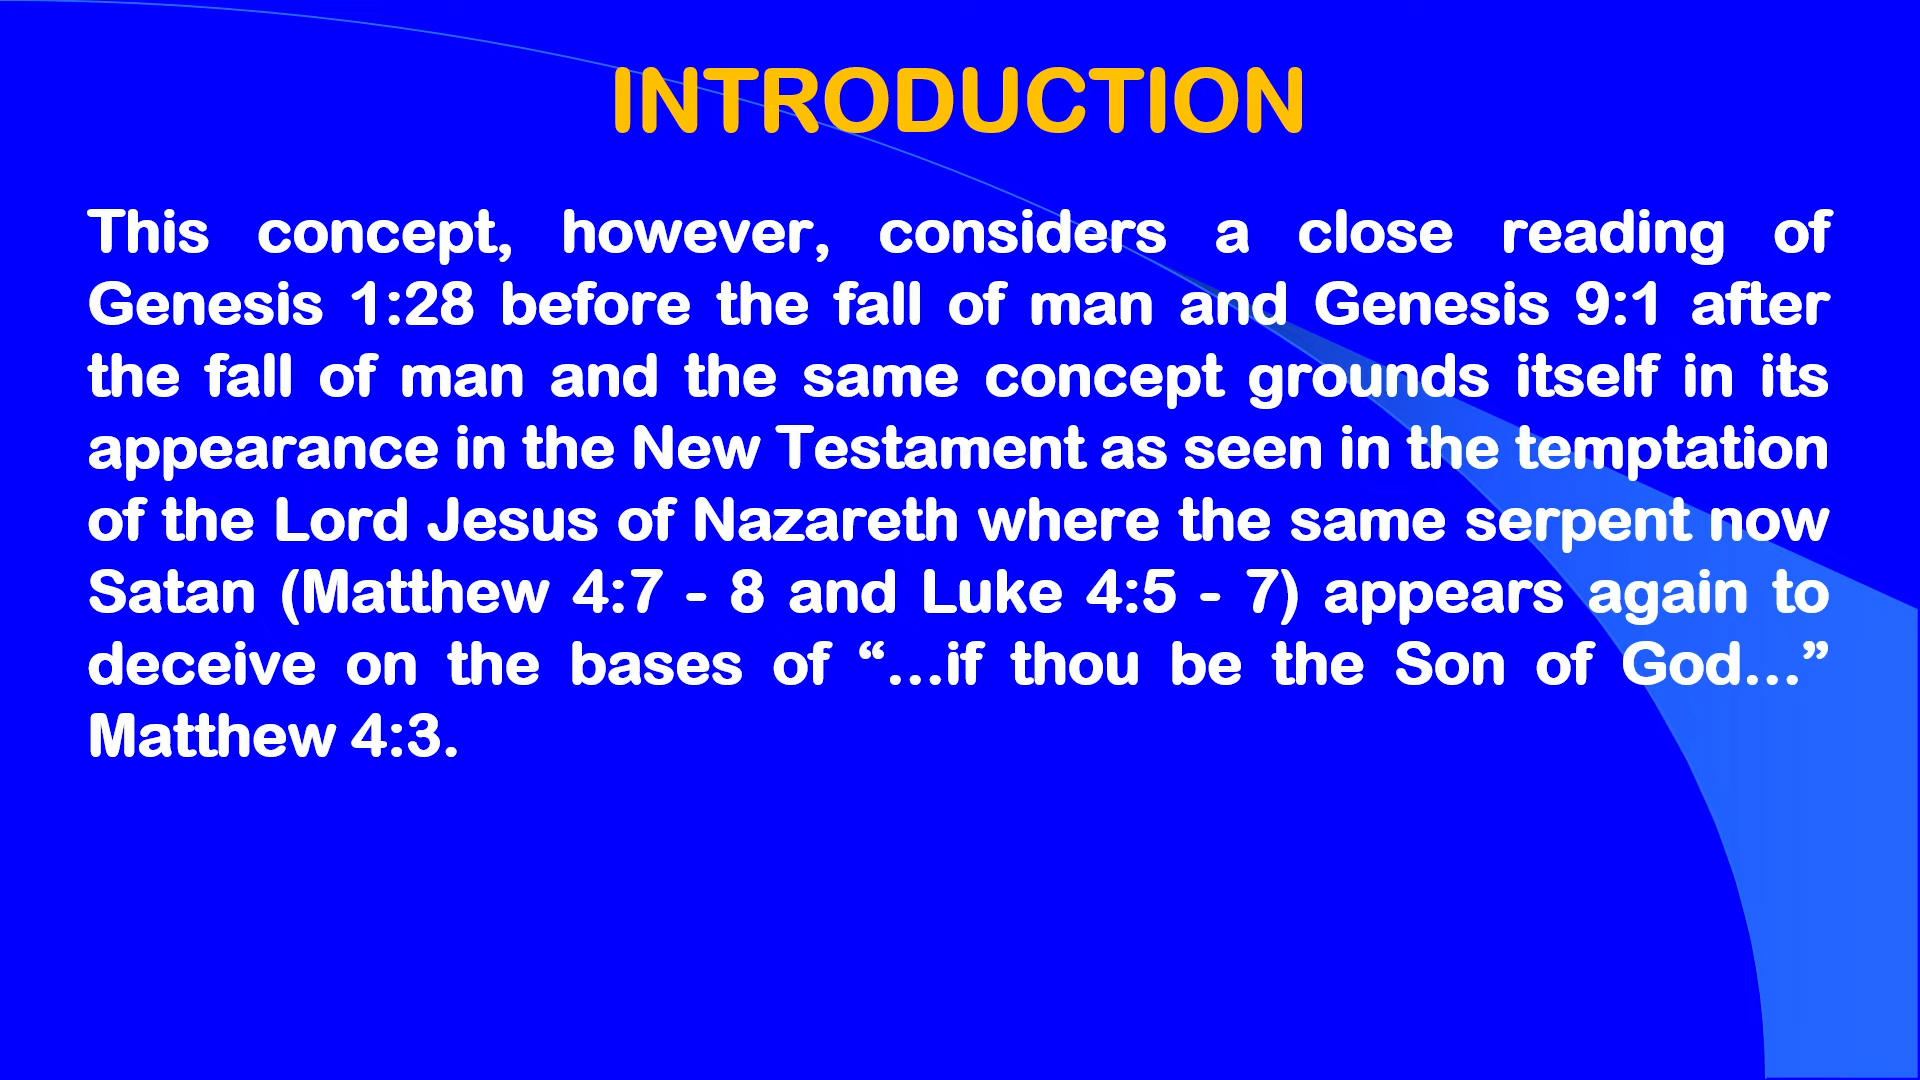 INTRODUCTION
This concept, however, considers a close reading of
Genesis 1:28 before the fall of man and Genesis 9:1 after
the fall of man and the same concept grounds itself in its
appearance in the New Testament as seen in the temptation
of the Lord Jesus of Nazareth where the same serpent now
Satan (Matthew 4:7 - 8 and Luke 4:5 - 7) appears again to
deceive on the bases of “…if thou be the Son of God…”
Matthew 4:3.